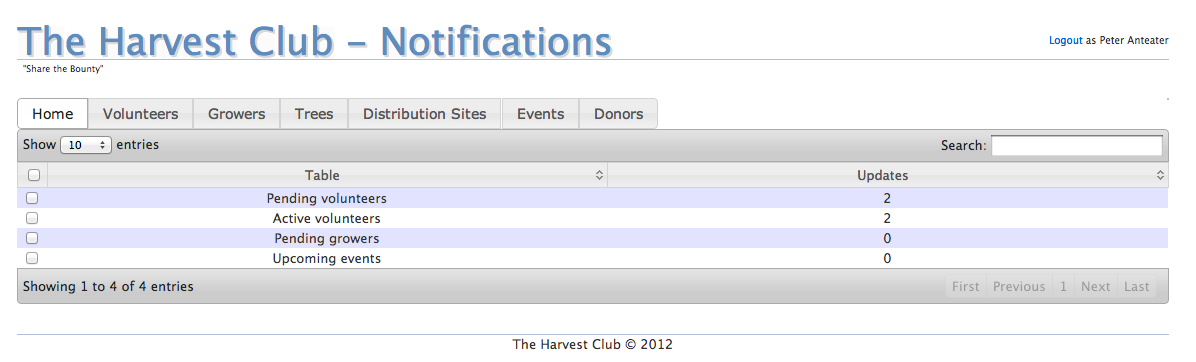 The Harvest Club – Notifications
Logout as Peter Anteater
"Share the Bounty"
Home Volunteers Growers Trees Distribution Sites Events Donors
Show 10 entries Search:
Table Updates
Pending volunteers 2
Active volunteers 2
Pending growers 0
Upcoming events 0
Showing 1 to 4 of 4 entries First Previous 1 Next Last
The Harvest Club © 2012